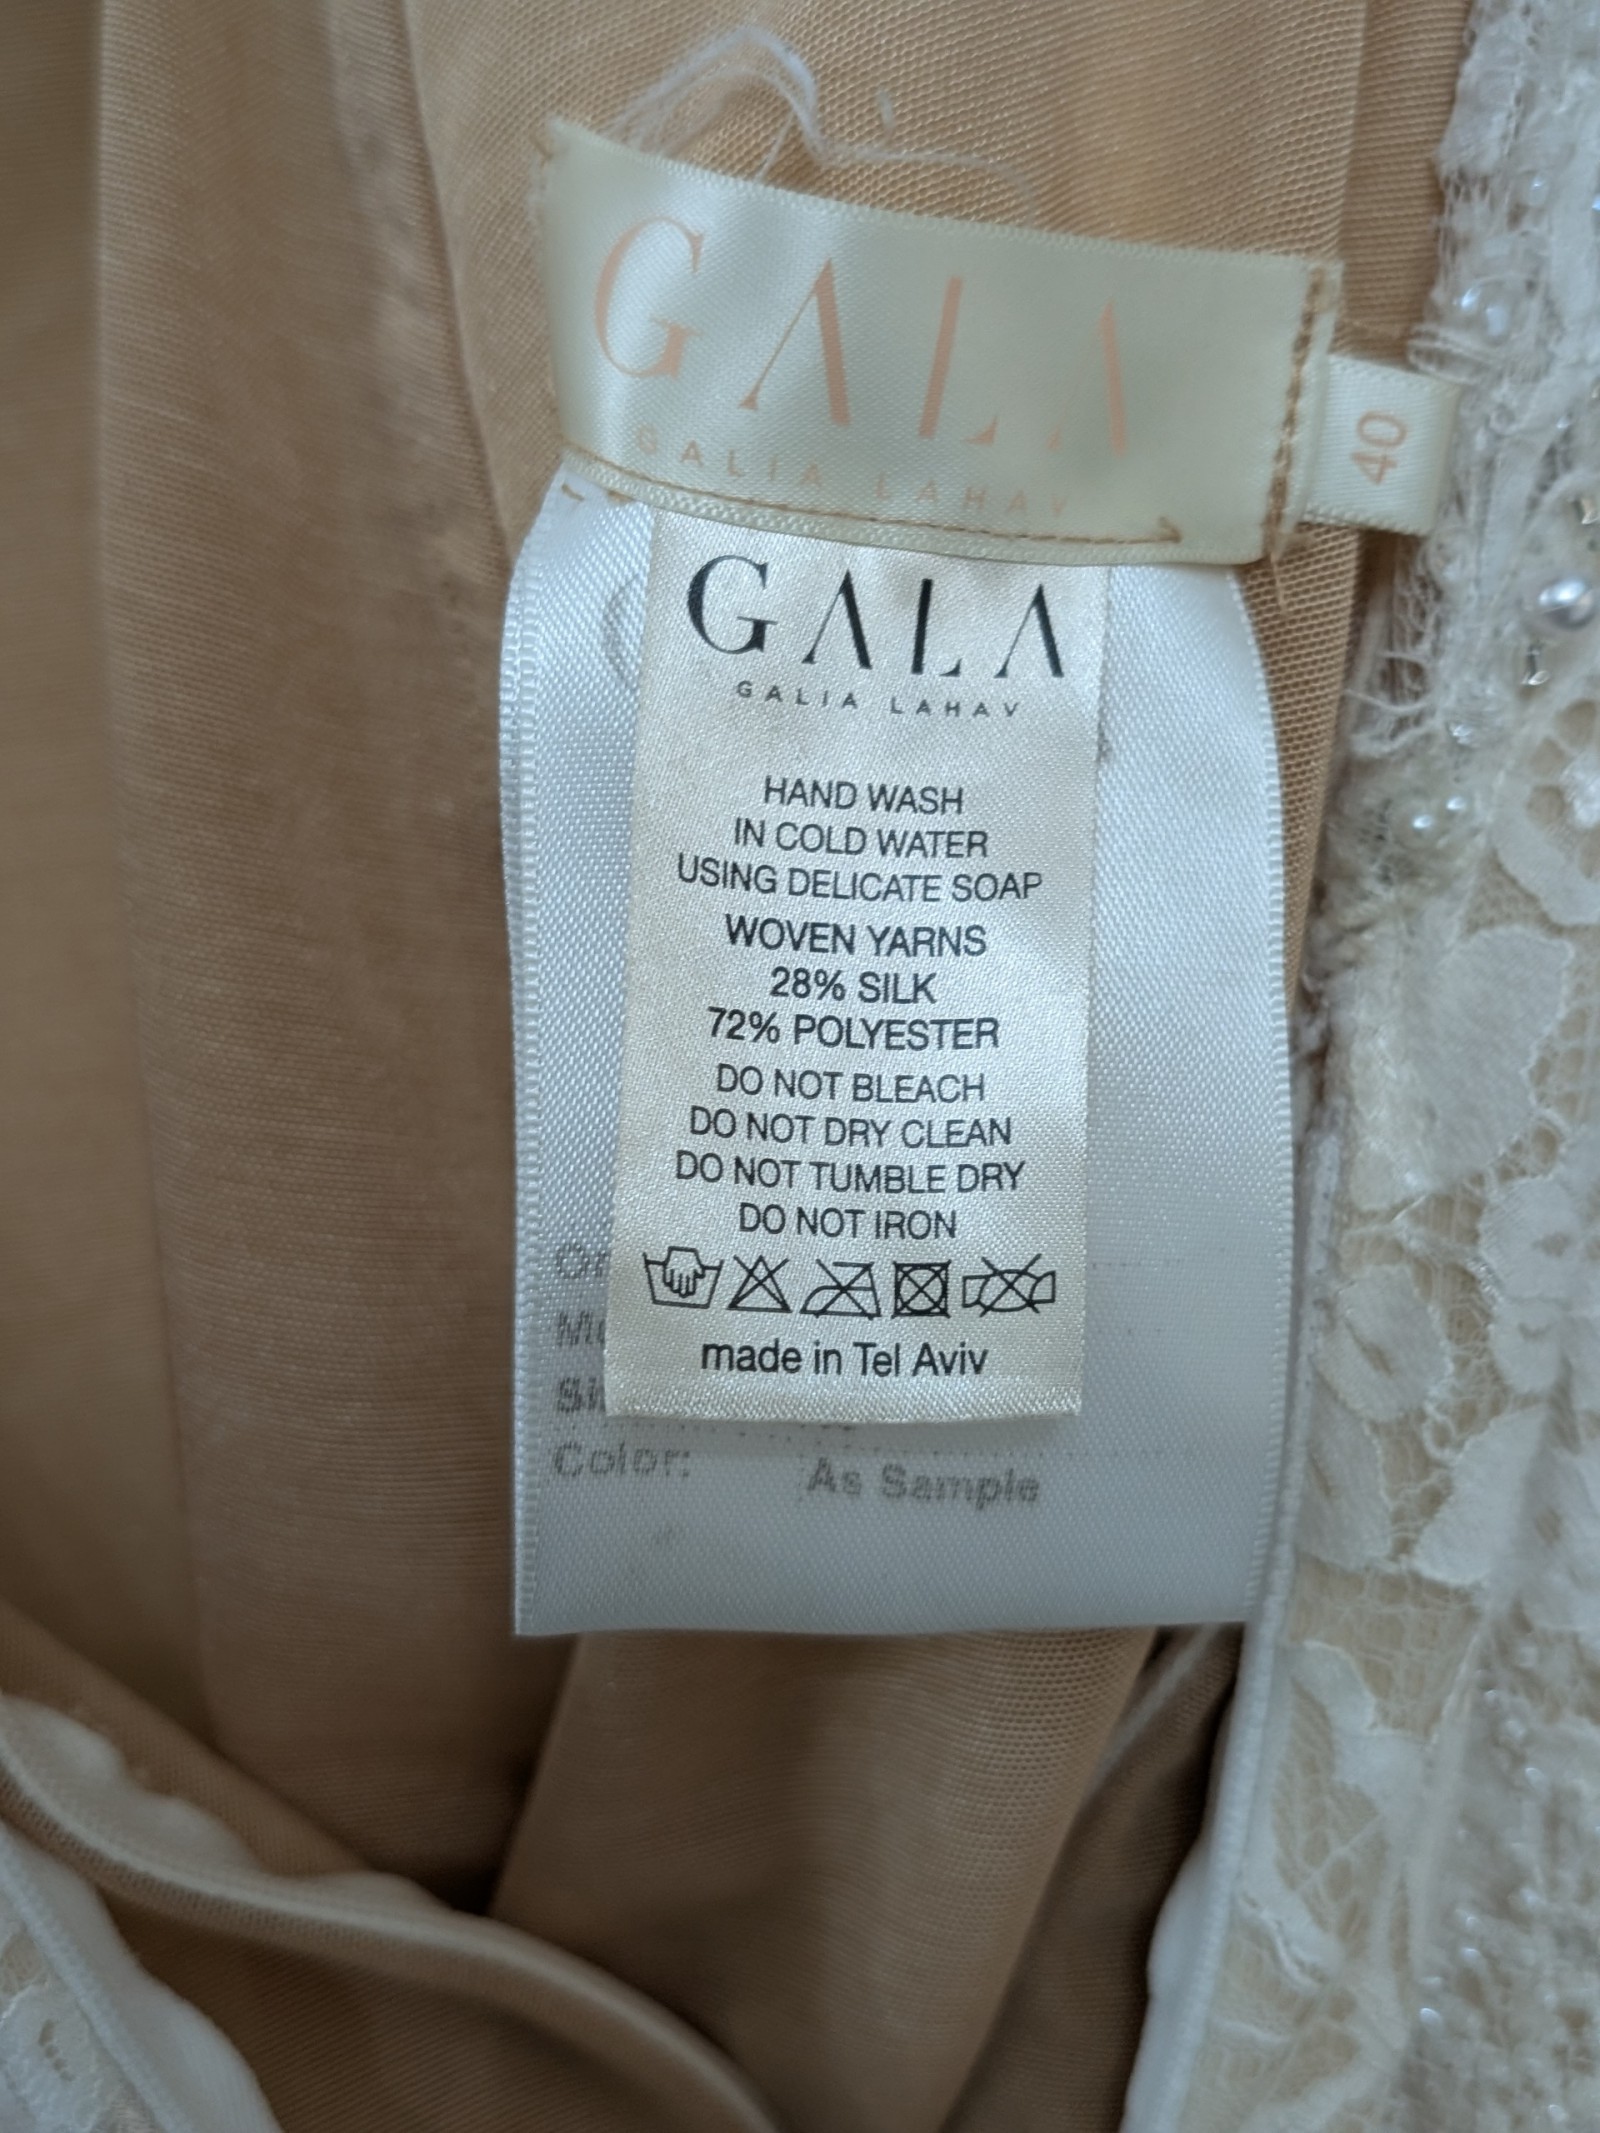 GALA
GALIA LAHAV
40
GALA
GALIA LAHAV
HAND WASH
IN COLD WATER
USING DELICATE SOAP
WOVEN YARNS
28% SILK
72% POLYESTER
DO NOT BLEACH
DO NOT DRY CLEAN
DO NOT TUMBLE DRY
DO NOT IRON
made in Tel Aviv
Color: As Sample